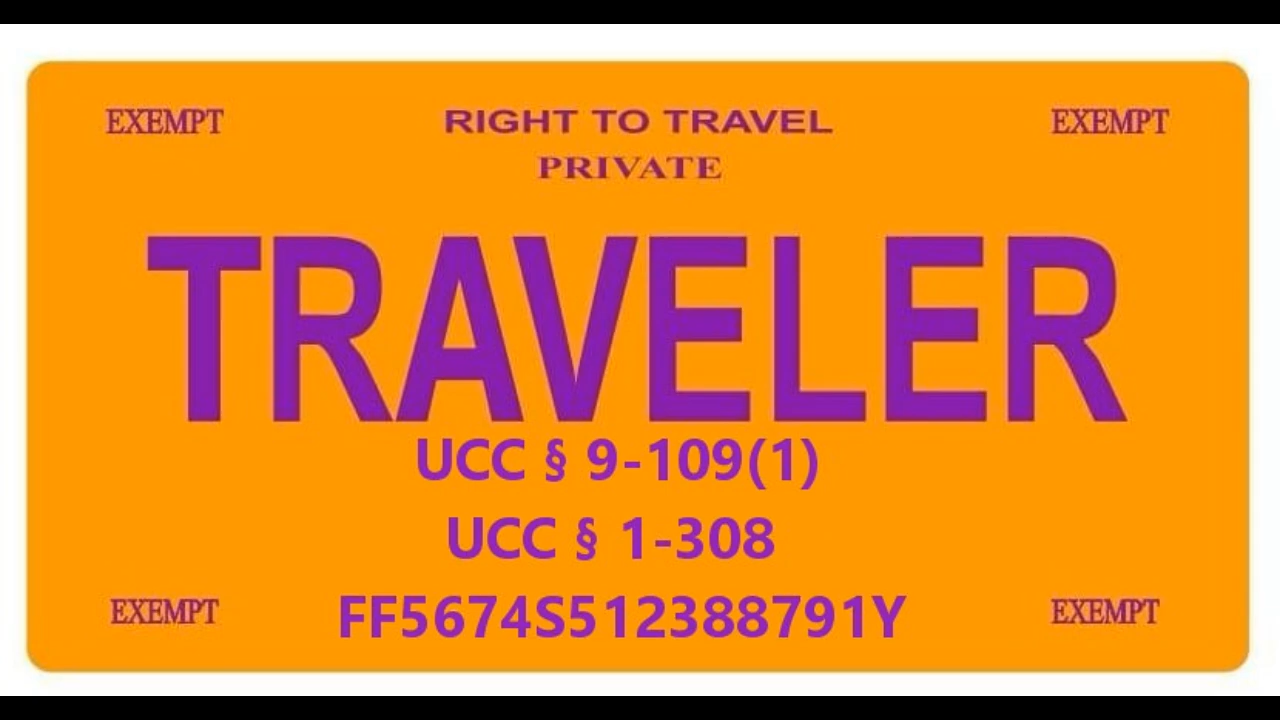 EXEMPT RIGHT TO TRAVEL EXEMPT
PRIVATE
TRAVELER
UCC § 9-109(1)
UCC § 1-308
EXEMPT FF5674S512388791Y EXEMPT